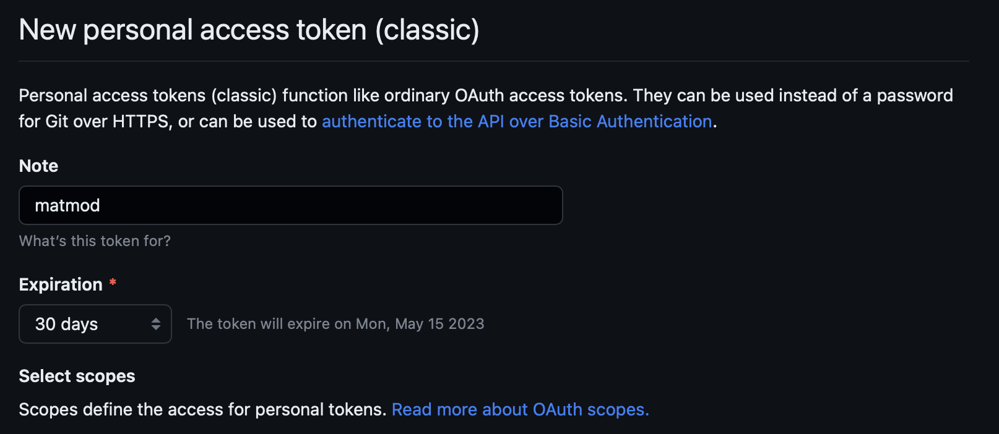 New personal access token (classic)
Personal access tokens (classic) function like ordinary OAuth access tokens. They can be used instead of a password
for Git over HTTPS, or can be used to authenticate to the API over Basic Authentication.
Note
matmod
What’s this token for?
Expiration *
30 days
The token will expire on Mon, May 15 2023
Select scopes
Scopes define the access for personal tokens. Read more about OAuth scopes.